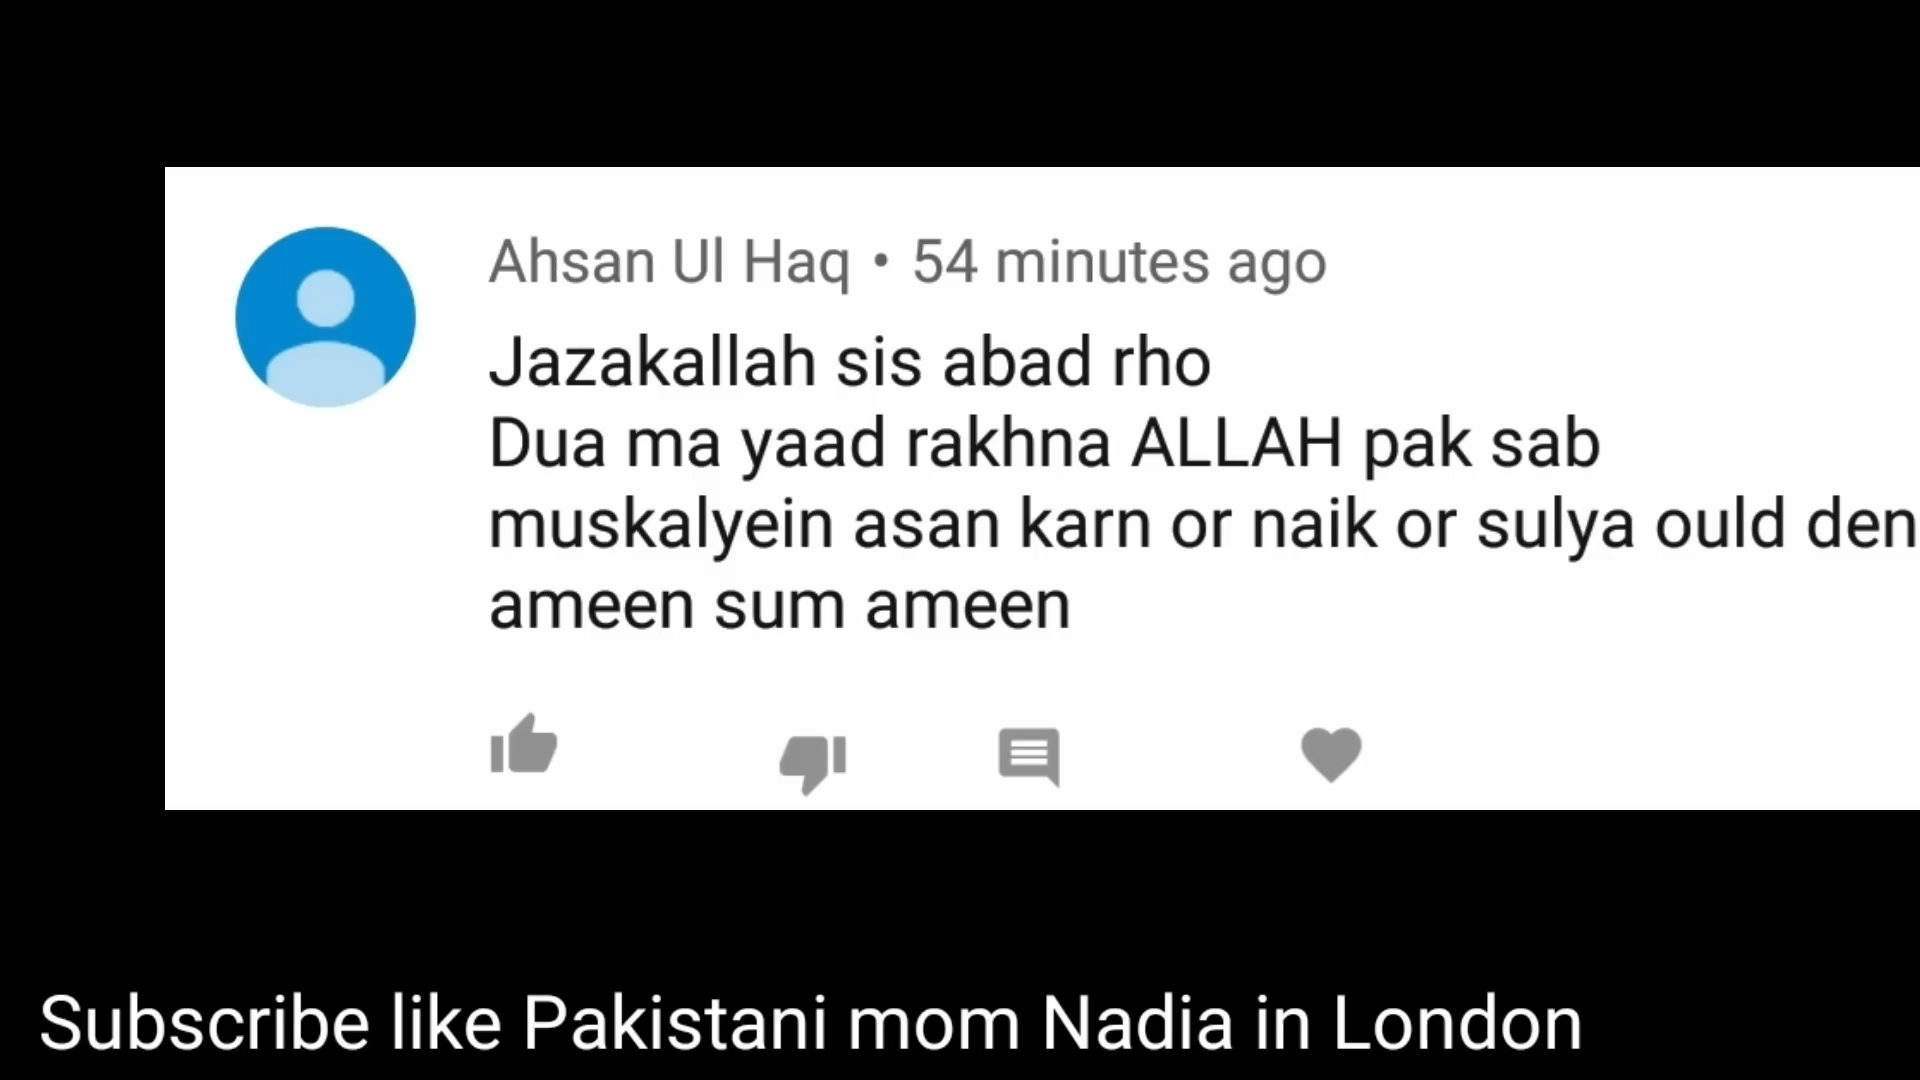 Ahsan Ul Haq • 54 minutes ago
Jazakallah sis abad rho
Dua ma yaad rakhna ALLAH pak sab
muskalyein asan karn or naik or sulya ould den
ameen sum ameen
Subscribe like Pakistani mom Nadia in London